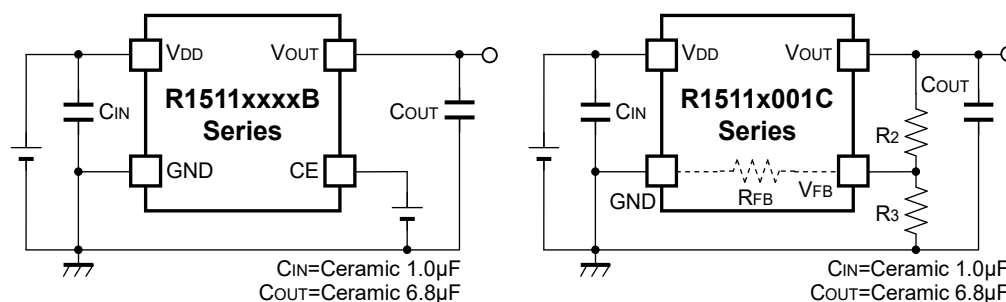 VDD
VOUT
R1511xxxxB
Series
CIN
COUT
GND
CE
CIN=Ceramic 1.0µF
COUT=Ceramic 6.8µF
VDD
VOUT
R1511x001C
Series
CIN
COUT
R2
GND
RFB
VFB
R3
CIN=Ceramic 1.0µF
COUT=Ceramic 6.8µF